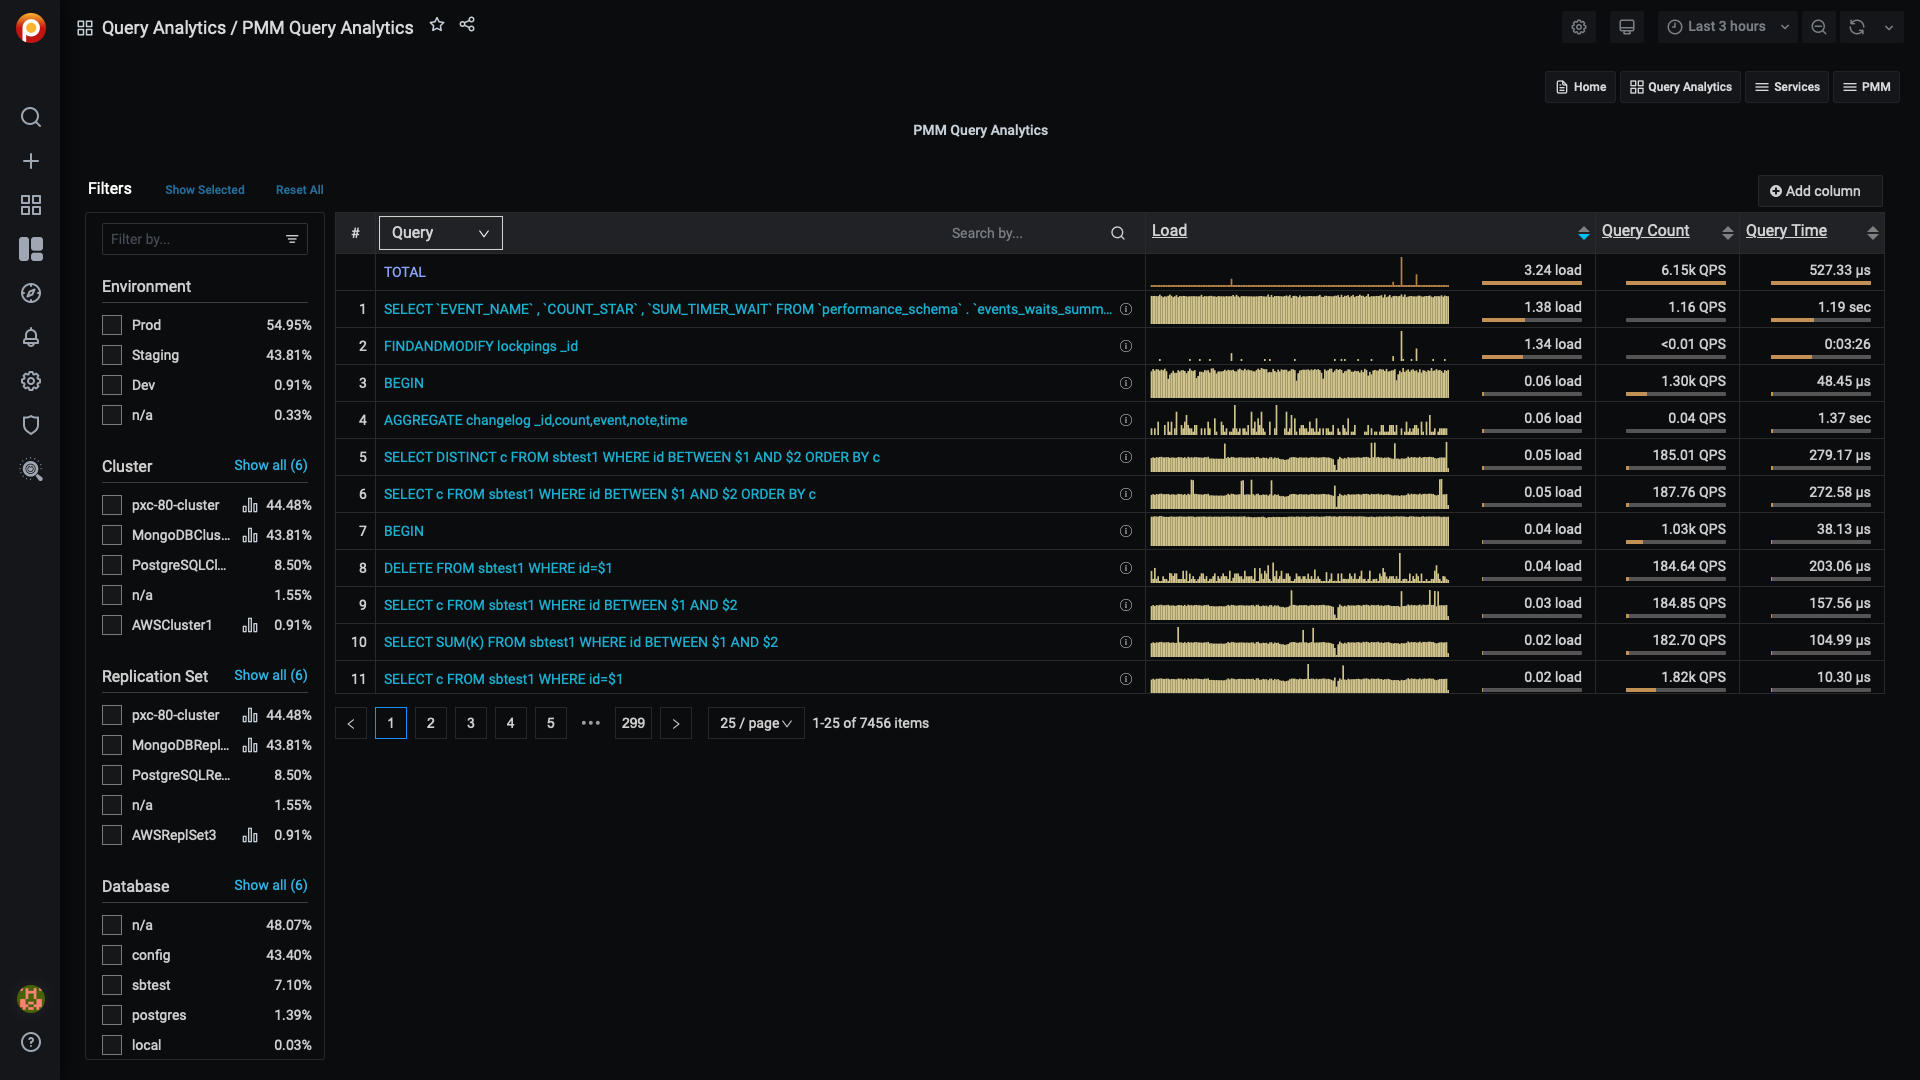 Query Analytics / PMM Query Analytics
Last 3 hours
Home
Query Analytics
Services
PMM
PMM Query Analytics
Filters
Show Selected
Reset All
Add column
Filter by...
Environment
Prod 54.95%
Staging 43.81%
Dev 0.91%
n/a 0.33%
Cluster Show all (6)
pxc-80-cluster 44.48%
MongoDBClus... 43.81%
PostgreSQLCl... 8.50%
n/a 1.55%
AWSCluster1 0.91%
Replication Set Show all (6)
pxc-80-cluster 44.48%
MongoDBRepl... 43.81%
PostgreSQLRe... 8.50%
n/a 1.55%
AWSReplSet3 0.91%
Database Show all (6)
n/a 48.07%
config 43.40%
sbtest 7.10%
postgres 1.39%
local 0.03%
# Query Search by... Load Query Count Query Time
TOTAL 3.24 load 6.15k QPS 527.33 µs
1 SELECT `EVENT_NAME` , `COUNT_STAR` , `SUM_TIMER_WAIT` FROM `performance_schema` . `events_waits_summ... 1.38 load 1.16 QPS 1.19 sec
2 FINDANDMODIFY lockpings _id 1.34 load <0.01 QPS 0:03:26
3 BEGIN 0.06 load 1.30k QPS 48.45 µs
4 AGGREGATE changelog _id,count,event,note,time 0.06 load 0.04 QPS 1.37 sec
5 SELECT DISTINCT c FROM sbtest1 WHERE id BETWEEN $1 AND $2 ORDER BY c 0.05 load 185.01 QPS 279.17 µs
6 SELECT c FROM sbtest1 WHERE id BETWEEN $1 AND $2 ORDER BY c 0.05 load 187.76 QPS 272.58 µs
7 BEGIN 0.04 load 1.03k QPS 38.13 µs
8 DELETE FROM sbtest1 WHERE id=$1 0.04 load 184.64 QPS 203.06 µs
9 SELECT c FROM sbtest1 WHERE id BETWEEN $1 AND $2 0.03 load 184.85 QPS 157.56 µs
10 SELECT SUM(K) FROM sbtest1 WHERE id BETWEEN $1 AND $2 0.02 load 182.70 QPS 104.99 µs
11 SELECT c FROM sbtest1 WHERE id=$1 0.02 load 1.82k QPS 10.30 µs
< 1 2 3 4 5 ••• 299 > 25 / page 1-25 of 7456 items